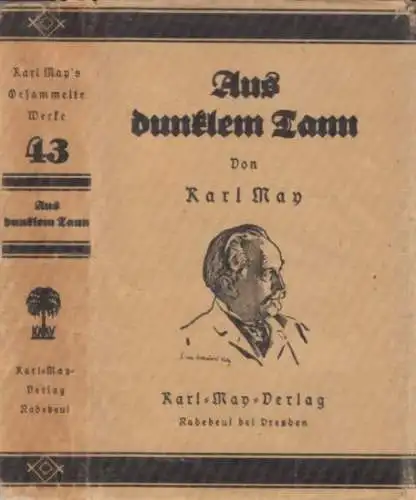 Karl May's
Gesammelte
Werke
43
Aus
dunklem Tann
KMV
Karl-May-
Verlag
Radebeul
Aus
dunklem Tann
Von
Karl May
Karl-May-Verlag
Radebeul bei Dresden